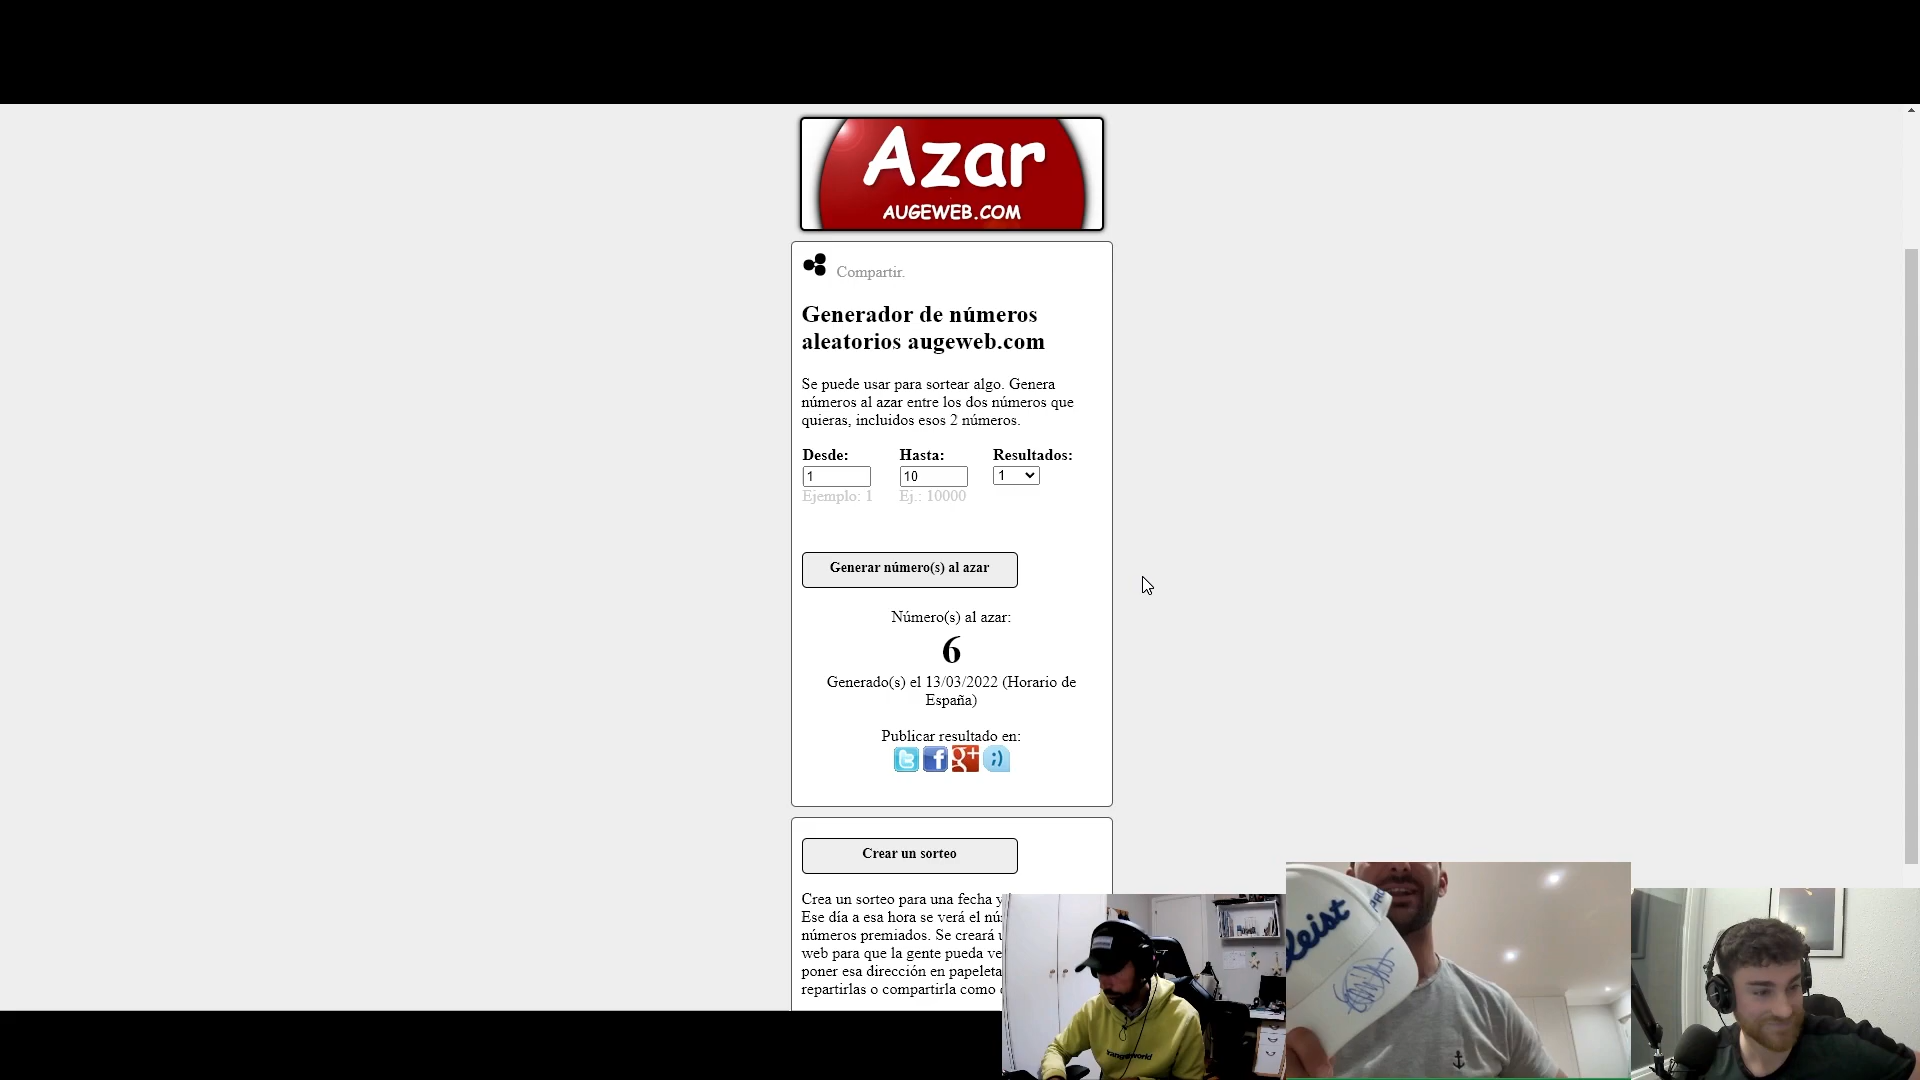 Azar
AUGEWEB.COM
Compartir.
Generador de números
aleatorios augeweb.com
Se puede usar para sortear algo. Genera
números al azar entre los dos números que
quieras, incluidos esos 2 números.
Desde: Hasta: Resultados:
1 10 1
Ejemplo: 1 Ej.: 10000
Generar número(s) al azar
Número(s) al azar:
6
Generado(s) el 13/03/2022 (Horario de
España)
Publicar resultado en:
Crear un sorteo
Crea un sorteo para una fecha y
Ese día a esa hora se verá el
números premiados. Se creará
web para que la gente pueda
poner esa dirección en
repartirlas o compartirla como
leist